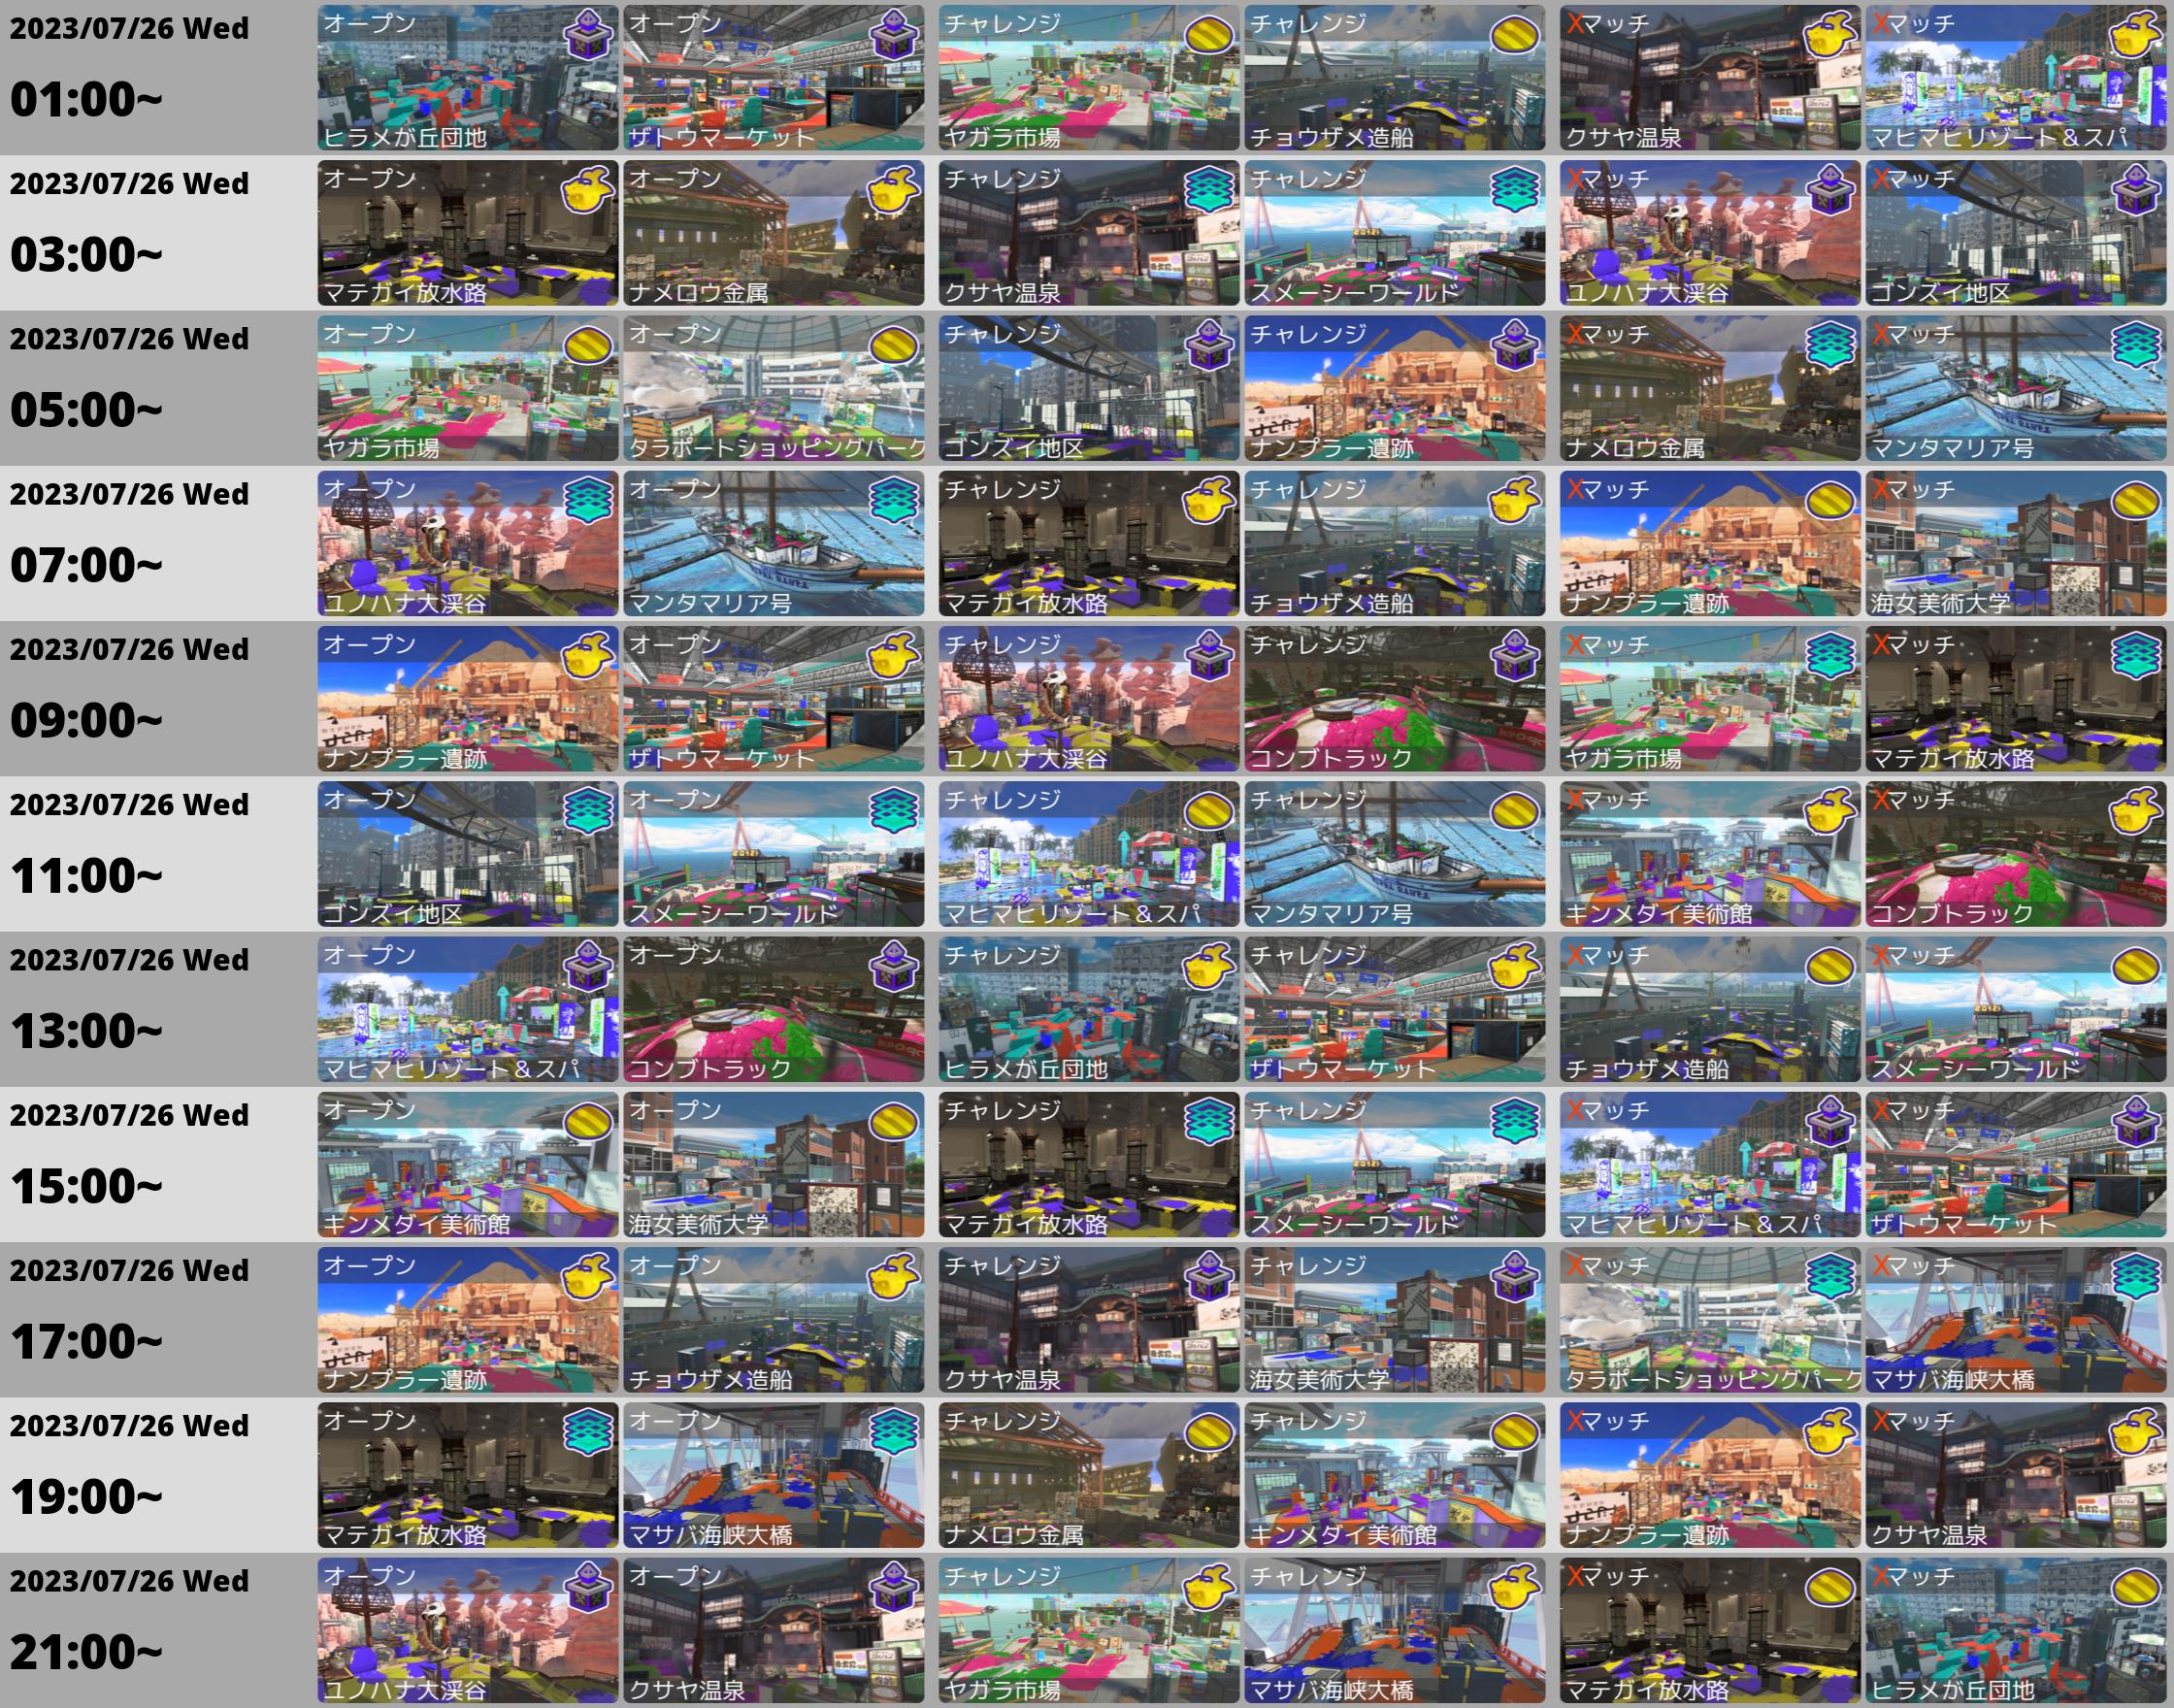 2023/07/26 Wed
01:00~
オープン
ヒラメが丘団地
オープン
ザトウマーケット
チャレンジ
ヤガラ市場
チャレンジ
チョウザメ造船
Xマッチ
クサヤ温泉
Xマッチ
マヒマヒリゾート＆スパ
2023/07/26 Wed
03:00~
オープン
マテガイ放水路
オープン
ナメロウ金属
チャレンジ
クサヤ温泉
チャレンジ
スメーシーワールド
Xマッチ
ユノハナ大渓谷
Xマッチ
ゴンズイ地区
2023/07/26 Wed
05:00~
オープン
ヤガラ市場
オープン
タラポートショッピングパーク
チャレンジ
ゴンズイ地区
チャレンジ
ナンプラー遺跡
Xマッチ
ナメロウ金属
Xマッチ
マンタマリア号
2023/07/26 Wed
07:00~
オープン
ユノハナ大渓谷
オープン
マンタマリア号
チャレンジ
マテガイ放水路
チャレンジ
チョウザメ造船
Xマッチ
ナンプラー遺跡
Xマッチ
海女美術大学
2023/07/26 Wed
09:00~
オープン
ナンプラー遺跡
オープン
ザトウマーケット
チャレンジ
ユノハナ大渓谷
チャレンジ
コンブトラック
Xマッチ
ヤガラ市場
Xマッチ
マテガイ放水路
2023/07/26 Wed
11:00~
オープン
ゴンズイ地区
オープン
スメーシーワールド
チャレンジ
マヒマヒリゾート＆スパ
チャレンジ
マンタマリア号
Xマッチ
キンメダイ美術館
Xマッチ
コンブトラック
2023/07/26 Wed
13:00~
オープン
マヒマヒリゾート＆スパ
オープン
コンブトラック
チャレンジ
ヒラメが丘団地
チャレンジ
ザトウマーケット
Xマッチ
チョウザメ造船
Xマッチ
スメーシーワールド
2023/07/26 Wed
15:00~
オープン
キンメダイ美術館
オープン
海女美術大学
チャレンジ
マテガイ放水路
チャレンジ
スメーシーワールド
Xマッチ
マヒマヒリゾート＆スパ
Xマッチ
ザトウマーケット
2023/07/26 Wed
17:00~
オープン
ナンプラー遺跡
オープン
チョウザメ造船
チャレンジ
クサヤ温泉
チャレンジ
海女美術大学
Xマッチ
タラポートショッピングパーク
Xマッチ
マサバ海峡大橋
2023/07/26 Wed
19:00~
オープン
マテガイ放水路
オープン
マサバ海峡大橋
チャレンジ
ナメロウ金属
チャレンジ
キンメダイ美術館
Xマッチ
ナンプラー遺跡
Xマッチ
クサヤ温泉
2023/07/26 Wed
21:00~
オープン
ユノハナ大渓谷
オープン
クサヤ温泉
チャレンジ
ヤガラ市場
チャレンジ
マサバ海峡大橋
Xマッチ
マテガイ放水路
Xマッチ
ヒラメが丘団地